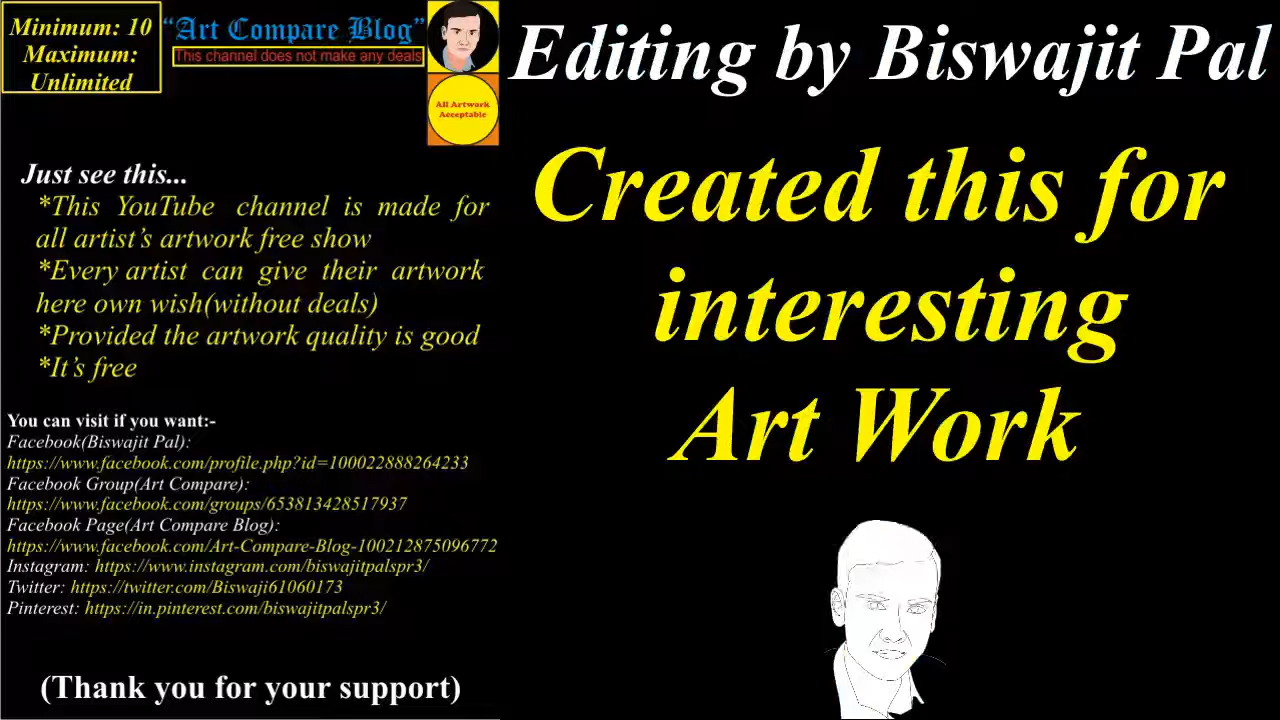 Minimum: 10
Maximum:
Unlimited
“Art Compare Blog”
This channel does not make any deals
All Artwork
Acceptable
Just see this...
*This YouTube channel is made for
all artist’s artwork free show
*Every artist can give their artwork
here own wish(without deals)
*Provided the artwork quality is good
*It’s free
You can visit if you want:-
Facebook(Biswajit Pal):
https://www.facebook.com/profile.php?id=100022888264233
Facebook Group(Art Compare):
https://www.facebook.com/groups/653813428517937
Facebook Page(Art Compare Blog):
https://www.facebook.com/Art-Compare-Blog-100212875096772
Instagram: https://www.instagram.com/biswajitpalspr3/
Twitter: https://twitter.com/Biswaji61060173
Pinterest: https://in.pinterest.com/biswajitpalspr3/
(Thank you for your support)
Editing by Biswajit Pal
Created this for
interesting
Art Work